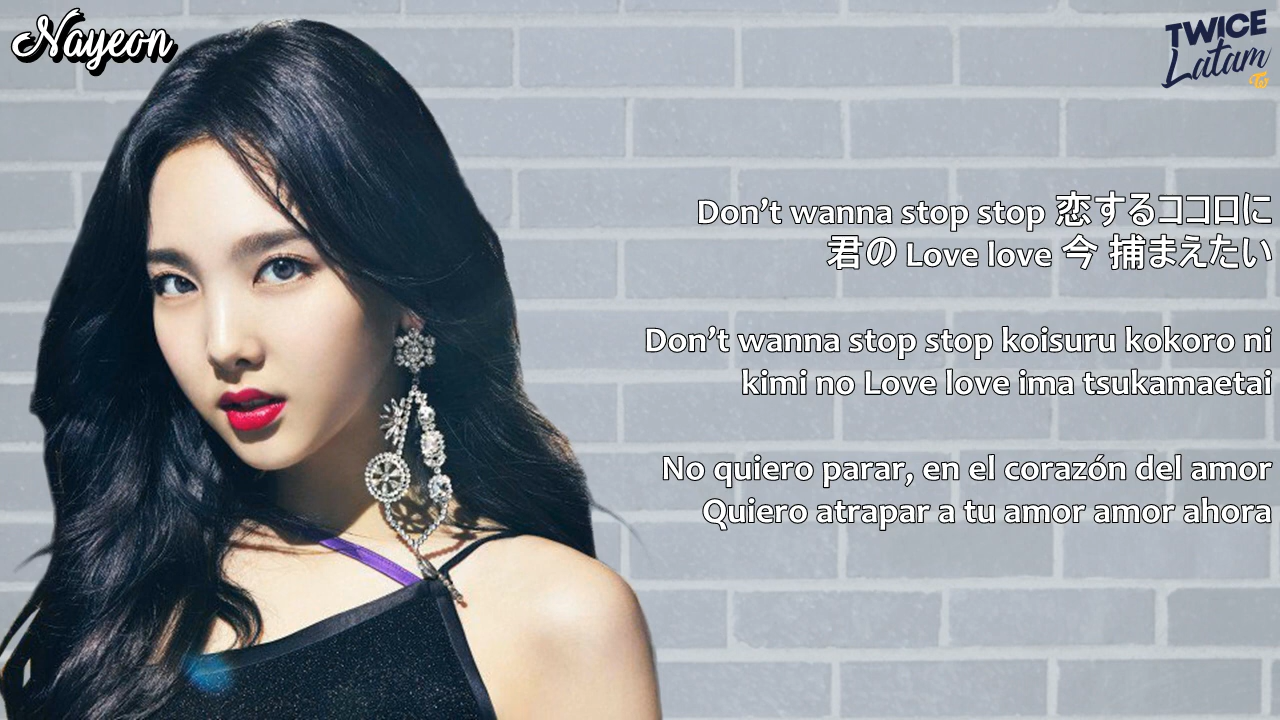 Nayeon
TWICE
Latam
Don't wanna stop stop 恋するココロに
君の Love love 今 捕まえたい
Don't wanna stop stop koisuru kokoro ni
kimi no Love love ima tsukamaetai
No quiero parar, en el corazón del amor
Quiero atrapar a tu amor amor ahora